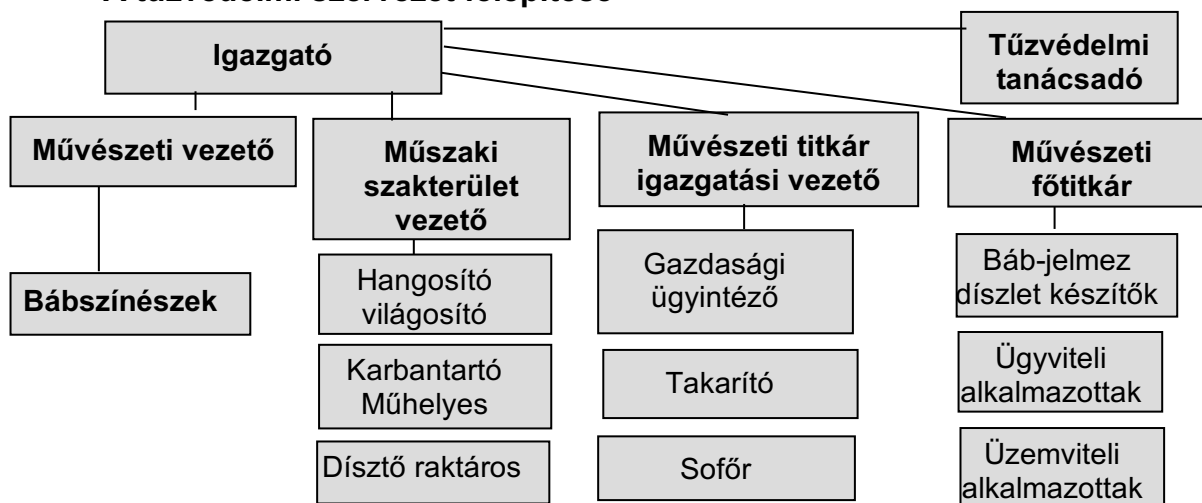 Igazgató
Tűzvédelmi
tanácsadó
Művészeti vezető
Műszaki
szakterület
vezető
Művészeti titkár
igazgatási vezető
Művészeti
főtitkár
Bábszínészek
Hangosító
világosító
Gazdasági
ügyintéző
Báb-jelmez
díszlet készítők
Karbantartó
Műhelyes
Takarító
Ügyviteli
alkalmazottak
Dísztő raktáros
Sofőr
Üzemviteli
alkalmazottak